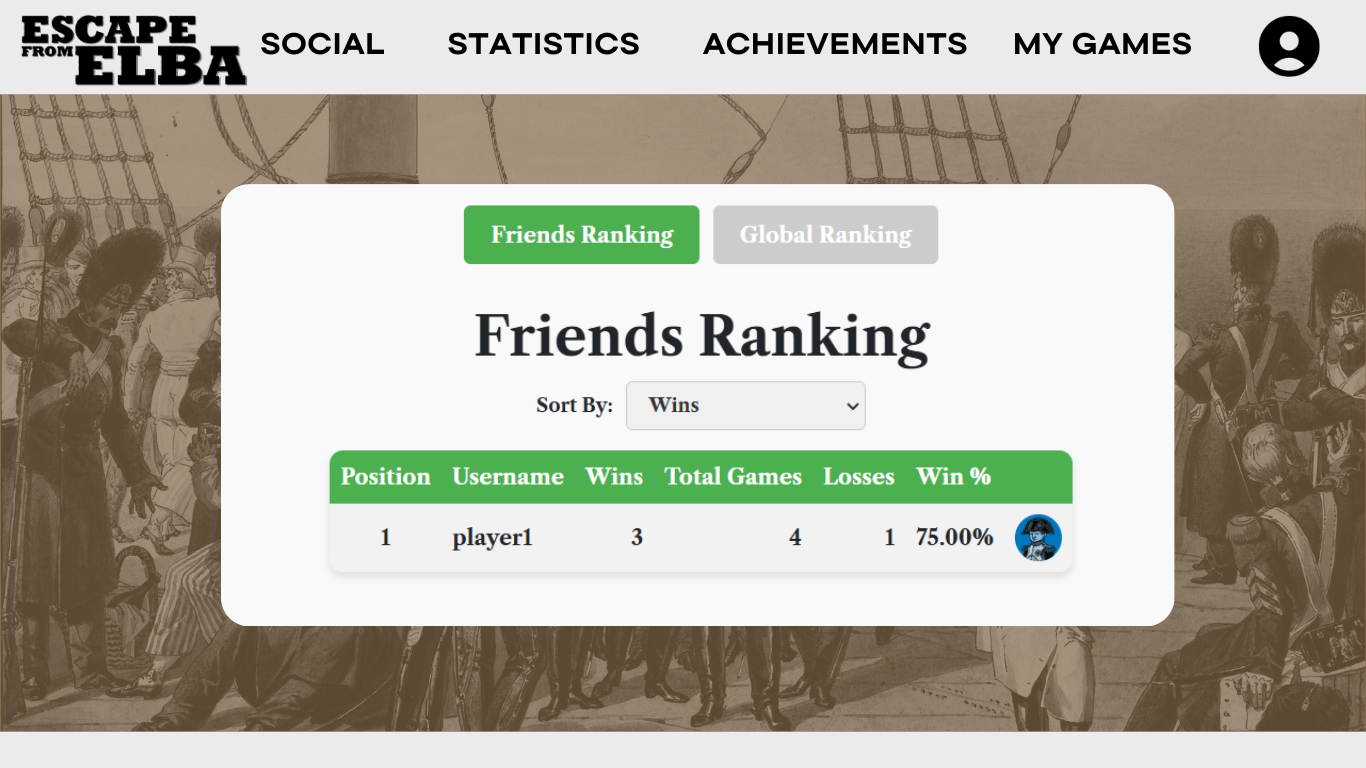 ESCAPE
FROM ELBA
SOCIAL STATISTICS ACHIEVEMENTS MY GAMES
Friends Ranking Global Ranking
Friends Ranking
Sort By: Wins
Position Username Wins Total Games Losses Win %
1 player1 3 4 1 75.00%